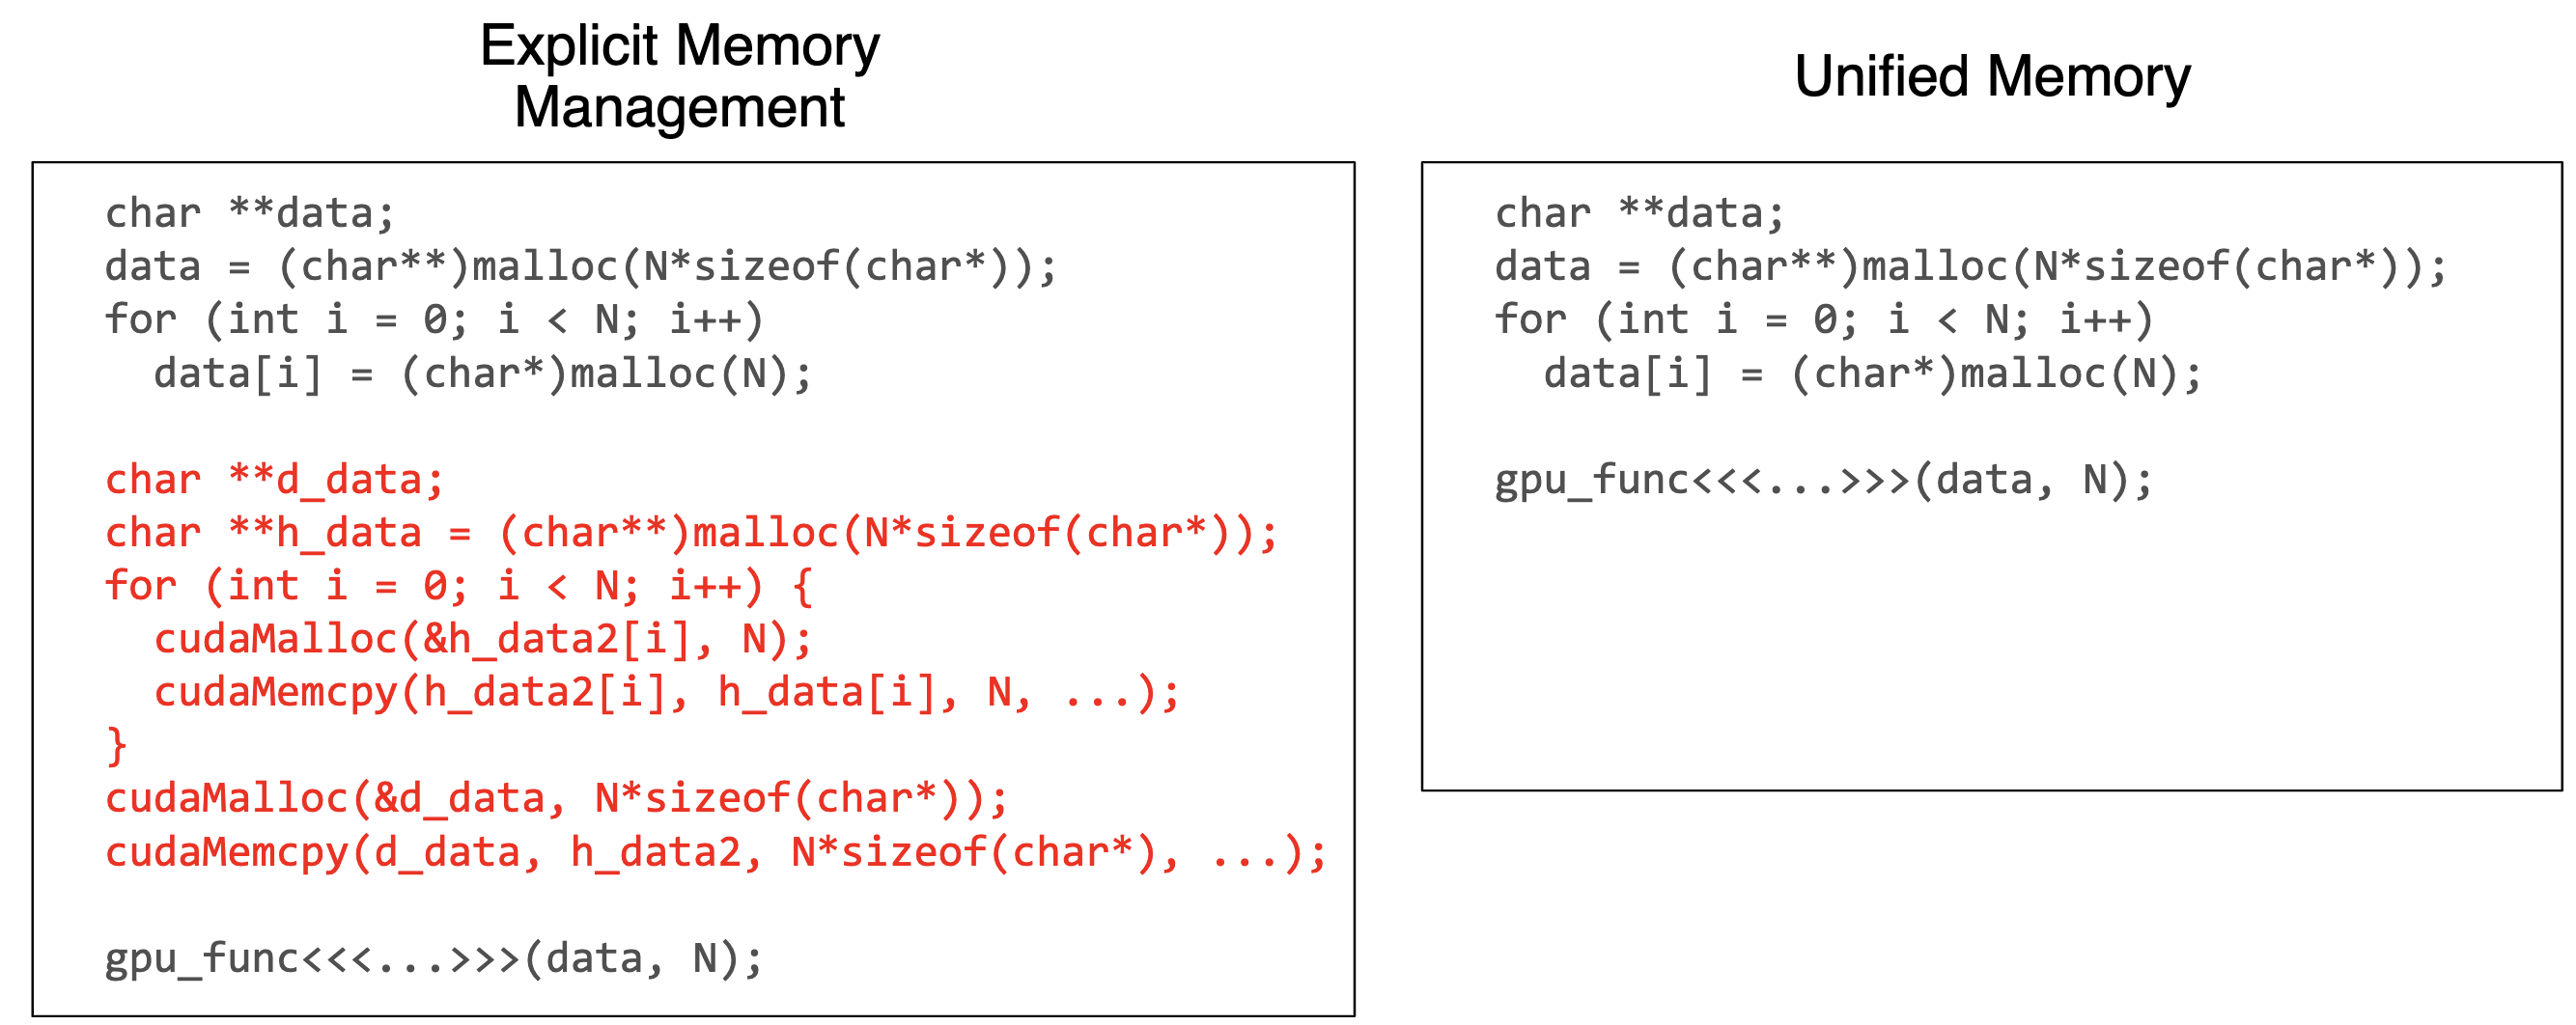 Explicit Memory
Management
char **data;
data = (char**)malloc(N*sizeof(char*));
for (int i = 0; i < N; i++)
  data[i] = (char*)malloc(N);
char **d_data;
char **h_data = (char**)malloc(N*sizeof(char*));
for (int i = 0; i < N; i++) {
  cudaMalloc(&h_data2[i], N);
  cudaMemcpy(h_data2[i], h_data[i], N, ...);
}
cudaMalloc(&d_data, N*sizeof(char*));
cudaMemcpy(d_data, h_data2, N*sizeof(char*), ...);
gpu_func<<<...>>>(data, N);
Unified Memory
char **data;
data = (char**)malloc(N*sizeof(char*));
for (int i = 0; i < N; i++)
  data[i] = (char*)malloc(N);
gpu_func<<<...>>>(data, N);